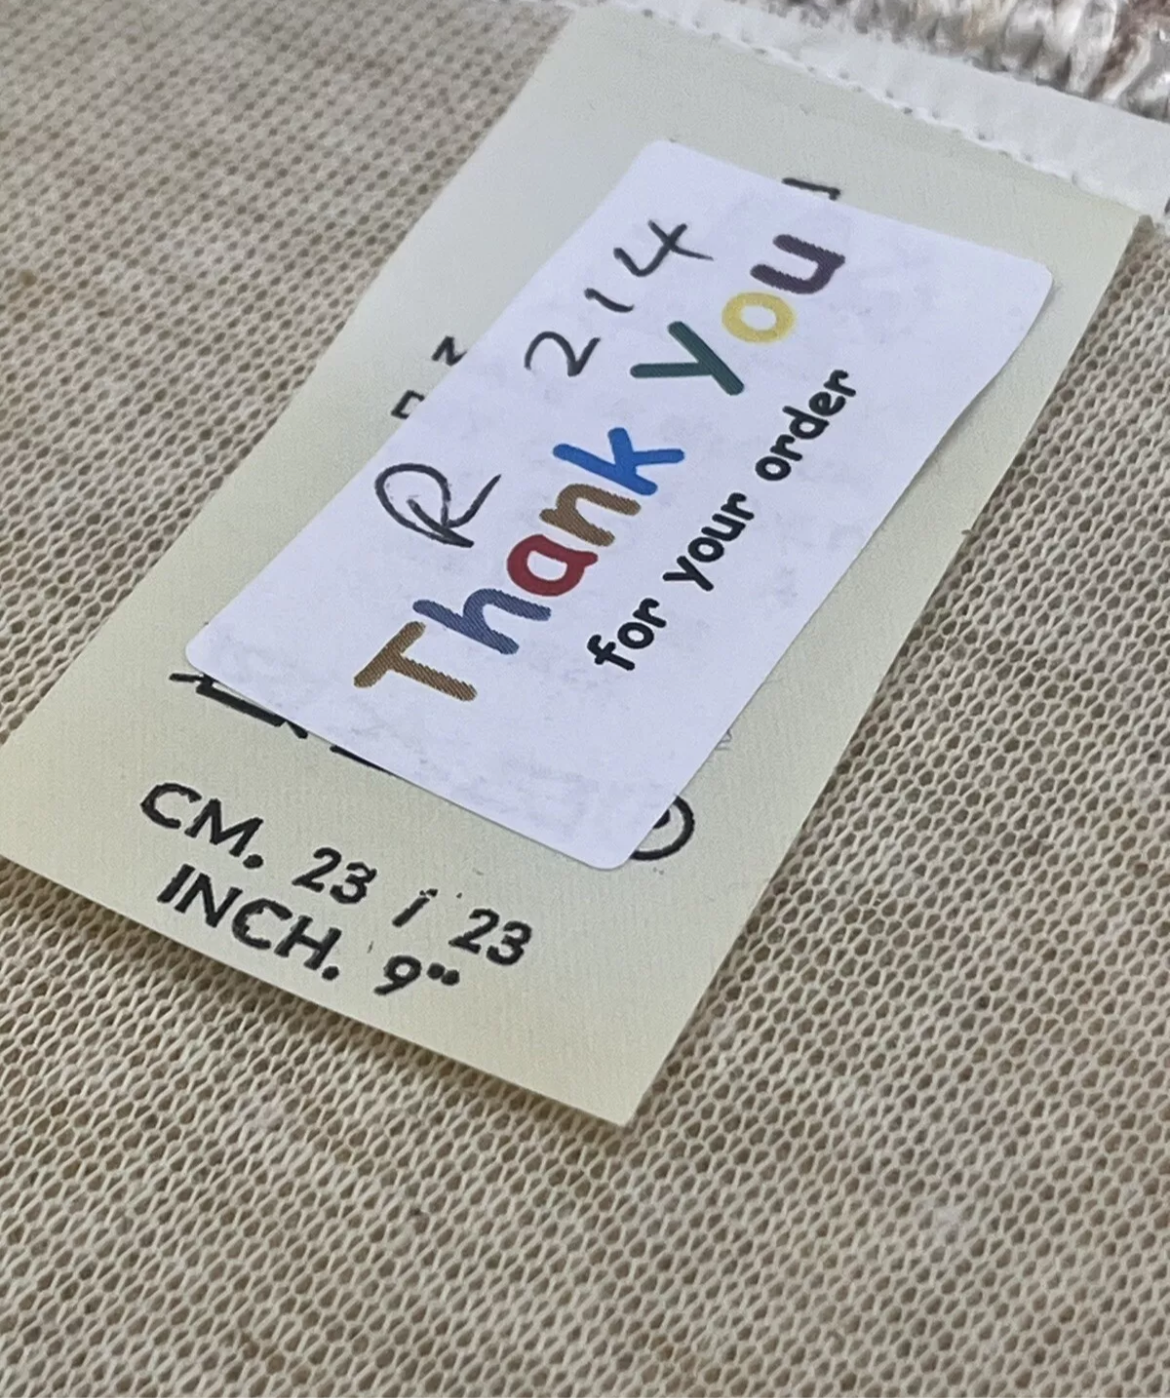 R 214
Thank you
for your order
CM. 23 / 23
INCH. 9"